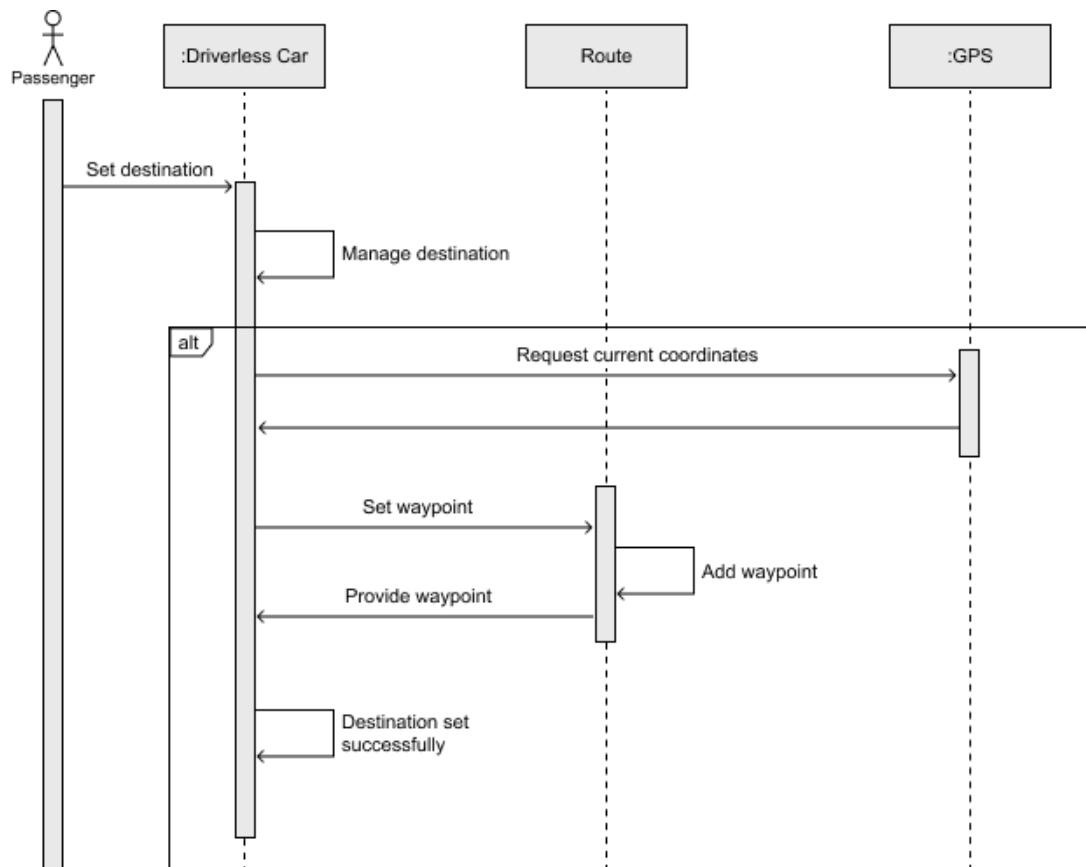 Passenger
:Driverless Car
Route
:GPS
Set destination
Manage destination
alt
Request current coordinates
Set waypoint
Add waypoint
Provide waypoint
Destination set
successfully